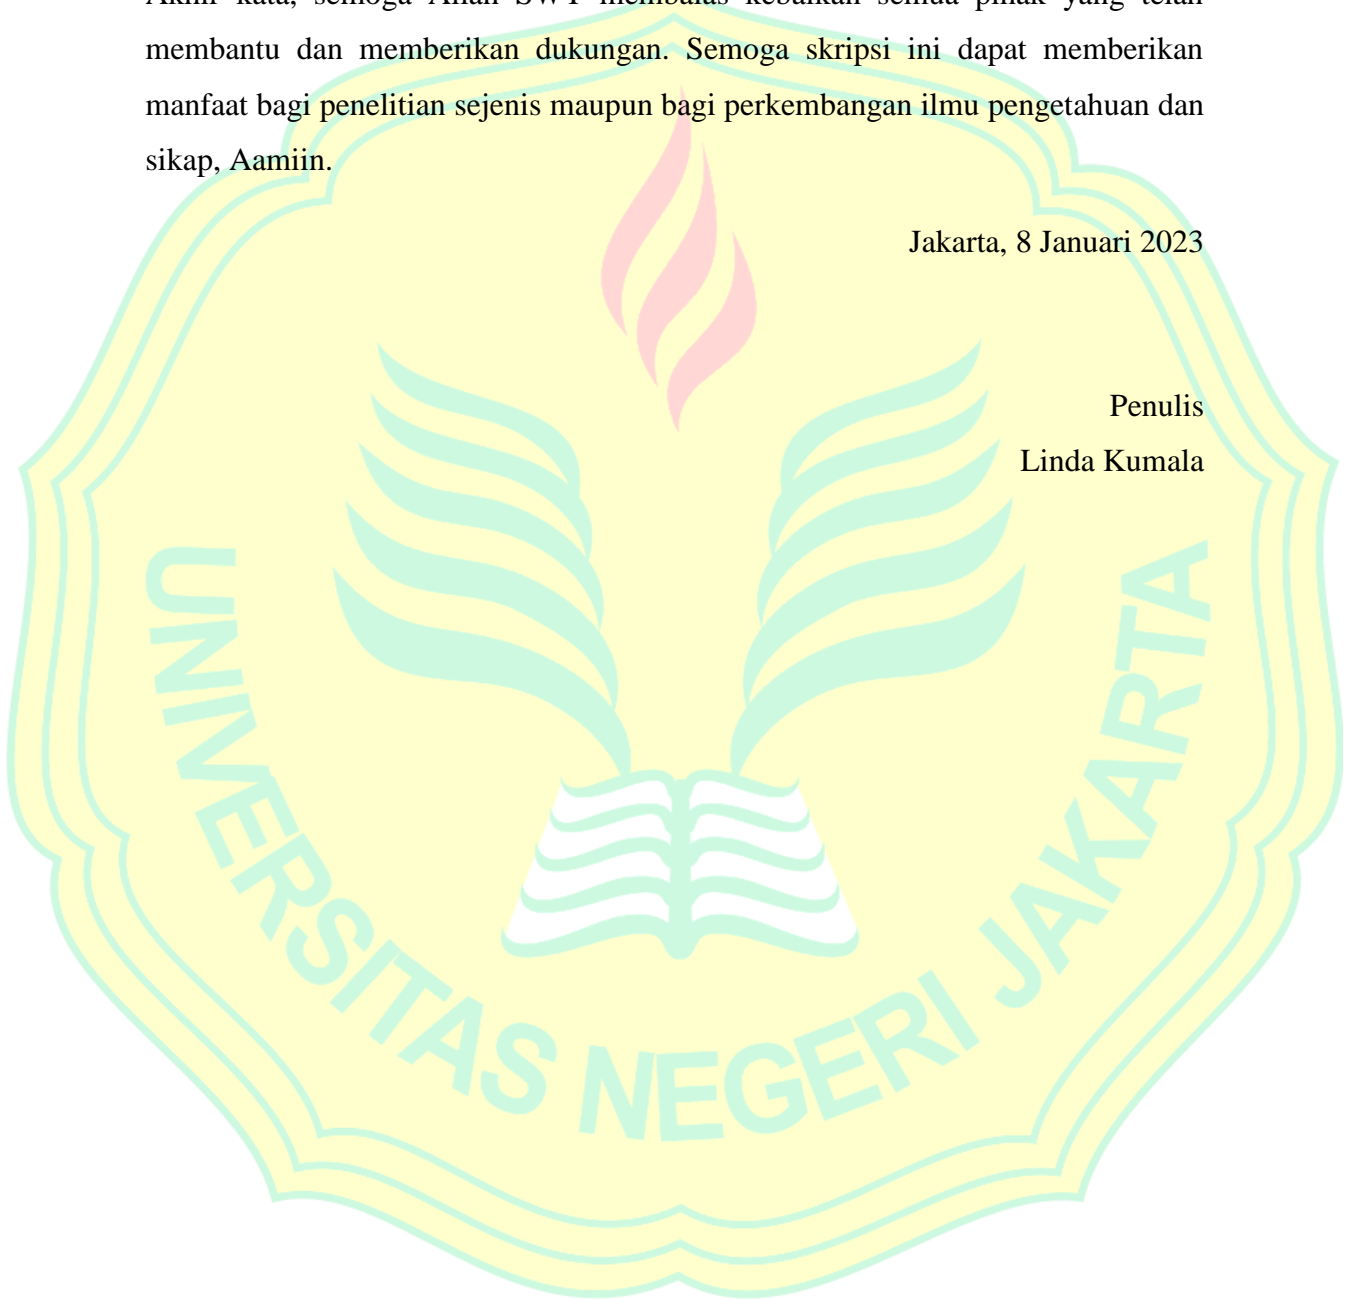 Akhir kata, semoga Allah SWT membalas kebaikan semua pihak yang telah
membantu dan memberikan dukungan. Semoga skripsi ini dapat memberikan
manfaat bagi penelitian sejenis maupun bagi perkembangan ilmu pengetahuan dan
sikap, Aamiin.
Jakarta, 8 Januari 2023
Penulis
Linda Kumala
UNIVERSITAS NEGERI JAKARTA